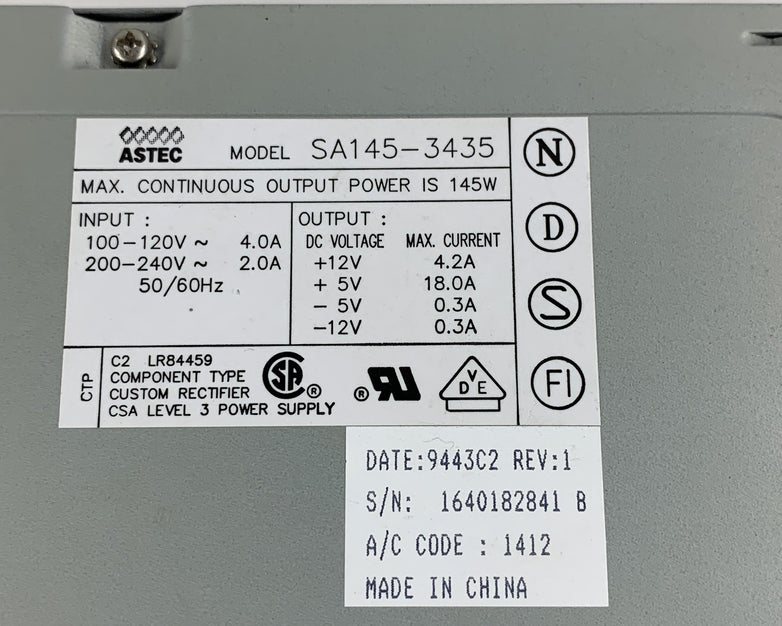 ASTEC MODEL SA145-3435
MAX. CONTINUOUS OUTPUT POWER IS 145W
INPUT :
100-120V ~ 4.0A
200-240V ~ 2.0A
50/60Hz
OUTPUT :
DC VOLTAGE MAX. CURRENT
+12V 4.2A
+ 5V 18.0A
- 5V 0.3A
-12V 0.3A
N
D
S
FI
CTP
C2 LR84459
COMPONENT TYPE
CUSTOM RECTIFIER
CSA LEVEL 3 POWER SUPPLY
SA ®
® RU
VDE
DATE:9443C2 REV:1
S/N: 1640182841 B
A/C CODE : 1412
MADE IN CHINA